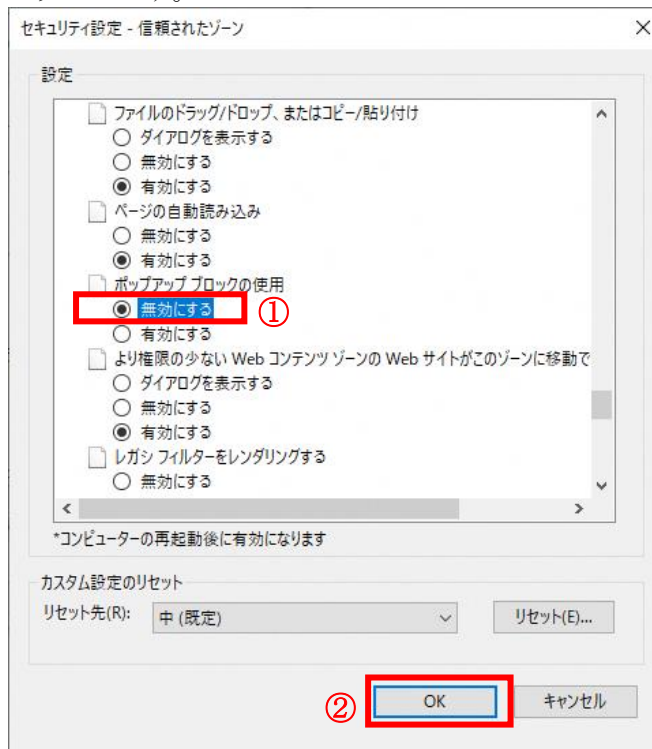 セキュリティ設定 - 信頼されたゾーン
設定
ファイルのドラッグ/ドロップ、またはコピー/貼り付け
ダイアログを表示する
無効にする
有効にする
ページの自動読み込み
無効にする
有効にする
ポップアップ ブロックの使用
無効にする ①
有効にする
より権限の少ない Web コンテンツ ゾーンの Web サイトがこのゾーンに移動で
ダイアログを表示する
無効にする
有効にする
レガシ フィルターをレンダリングする
無効にする
*コンピューターの再起動後に有効になります
カスタム設定のリセット
リセット先(R): 中 (既定) リセット(E)...
② OK キャンセル